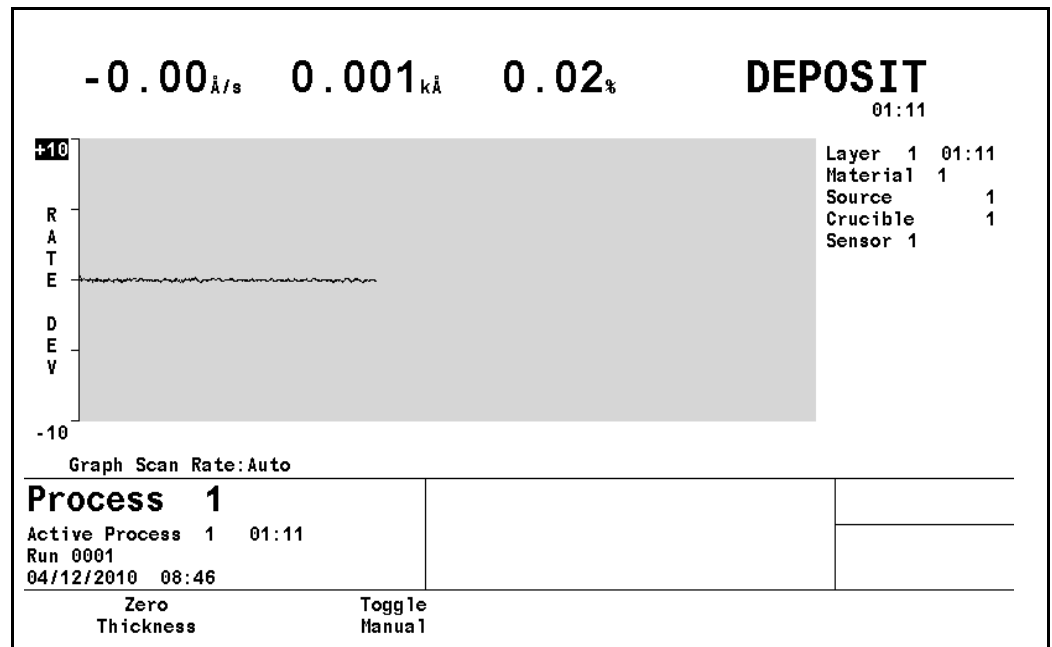 -0.00Å/s 0.001kÅ 0.02% DEPOSIT
01:11
+10
RATE DEV
-10
Layer 1 01:11
Material 1
Source 1
Crucible 1
Sensor 1
Graph Scan Rate:Auto
Process 1
Active Process 1 01:11
Run 0001
04/12/2010 08:46
Zero Thickness
Toggle Manual